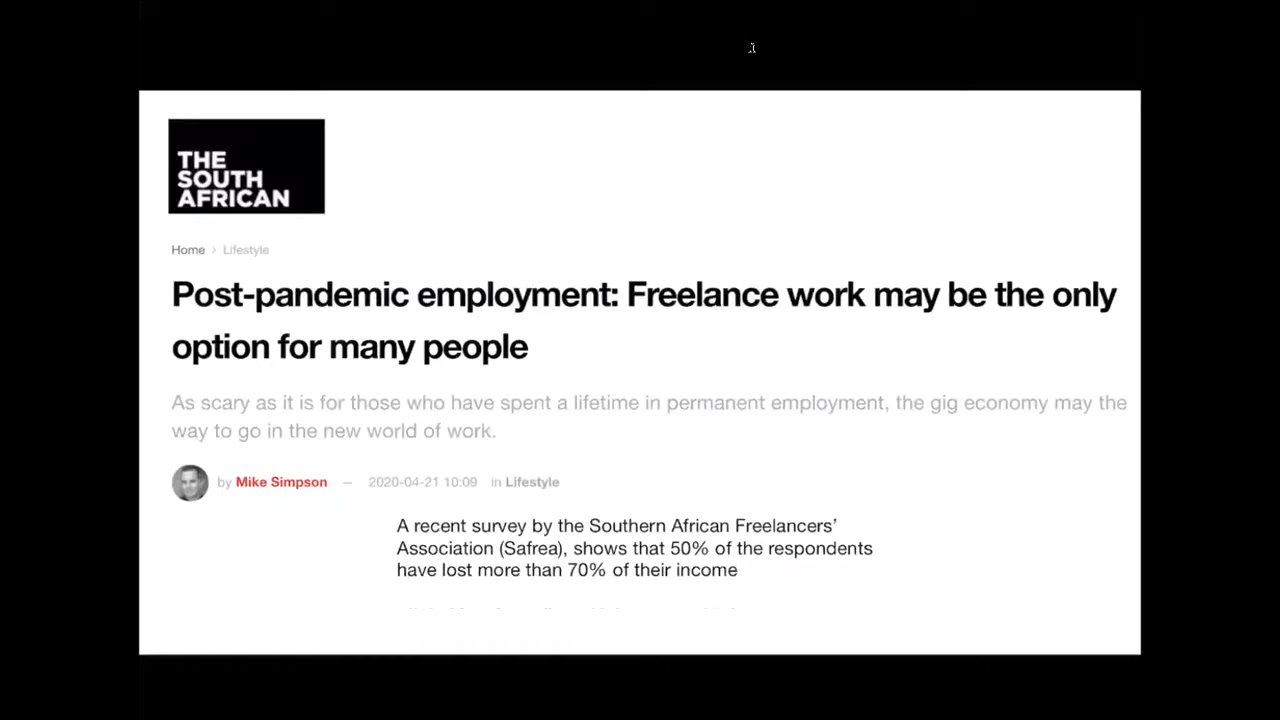 THE
SOUTH
AFRICAN
Home > Lifestyle
Post-pandemic employment: Freelance work may be the only
option for many people
As scary as it is for those who have spent a lifetime in permanent employment, the gig economy may the
way to go in the new world of work.
by Mike Simpson — 2020-04-21 10:09 in Lifestyle
A recent survey by the Southern African Freelancers’
Association (Safrea), shows that 50% of the respondents
have lost more than 70% of their income